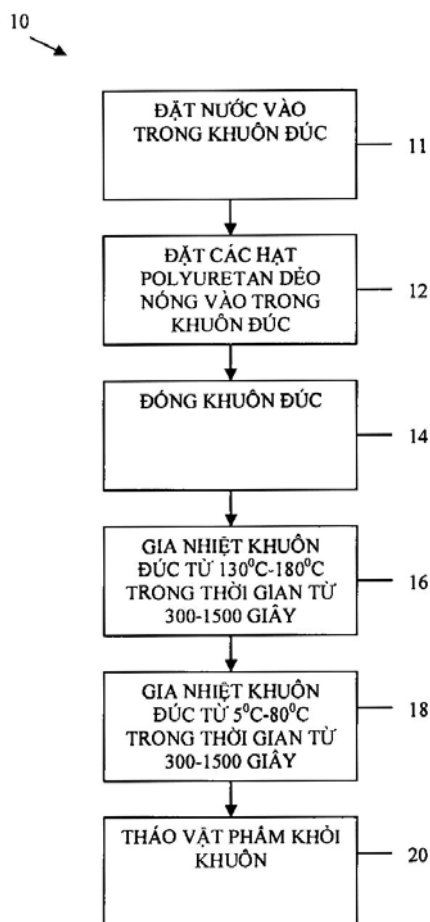 10
ĐẶT NƯỚC VÀO
TRONG KHUÔN ĐÚC
11
ĐẶT CÁC HẠT
POLYURETAN DẺO
NÓNG VÀO TRONG
KHUÔN ĐÚC
12
ĐÓNG KHUÔN ĐÚC
14
GIA NHIỆT KHUÔN
ĐÚC TỪ 130⁰C-180⁰C
TRONG THỜI GIAN TỪ
300-1500 GIÂY
16
GIA NHIỆT KHUÔN
ĐÚC TỪ 5⁰C-80⁰C
TRONG THỜI GIAN TỪ
300-1500 GIÂY
18
THÁO VẬT PHẨM KHỎI
KHUÔN
20